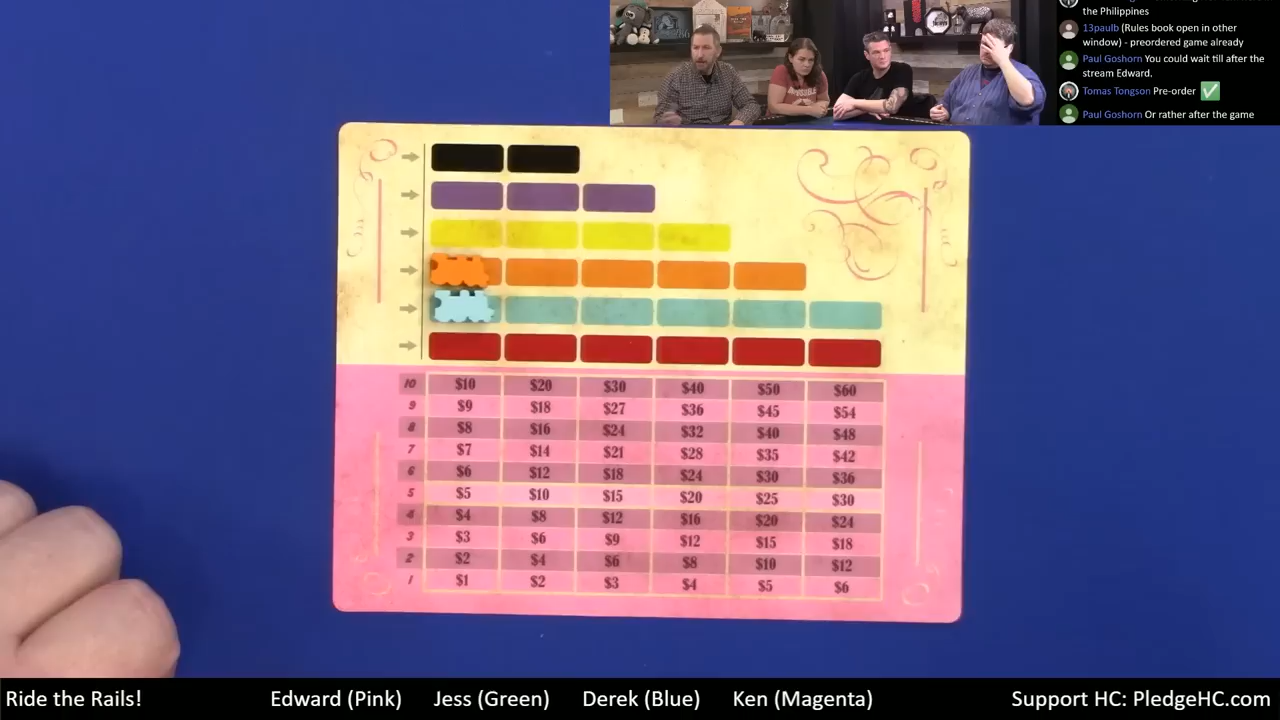 the Philippines
13paulb (Rules book open in other
window) - preordered game already
Paul Goshorn You could wait till after the
stream Edward.
Tomas Tongson Pre-order
Paul Goshorn Or rather after the game
10 $10 $20 $30 $40 $50 $60
9 $9 $18 $27 $36 $45 $54
8 $8 $16 $24 $32 $40 $48
7 $7 $14 $21 $28 $35 $42
6 $6 $12 $18 $24 $30 $36
5 $5 $10 $15 $20 $25 $30
4 $4 $8 $12 $16 $20 $24
3 $3 $6 $9 $12 $15 $18
2 $2 $4 $6 $8 $10 $12
1 $1 $2 $3 $4 $5 $6
Ride the Rails! Edward (Pink) Jess (Green) Derek (Blue) Ken (Magenta) Support HC: PledgeHC.com